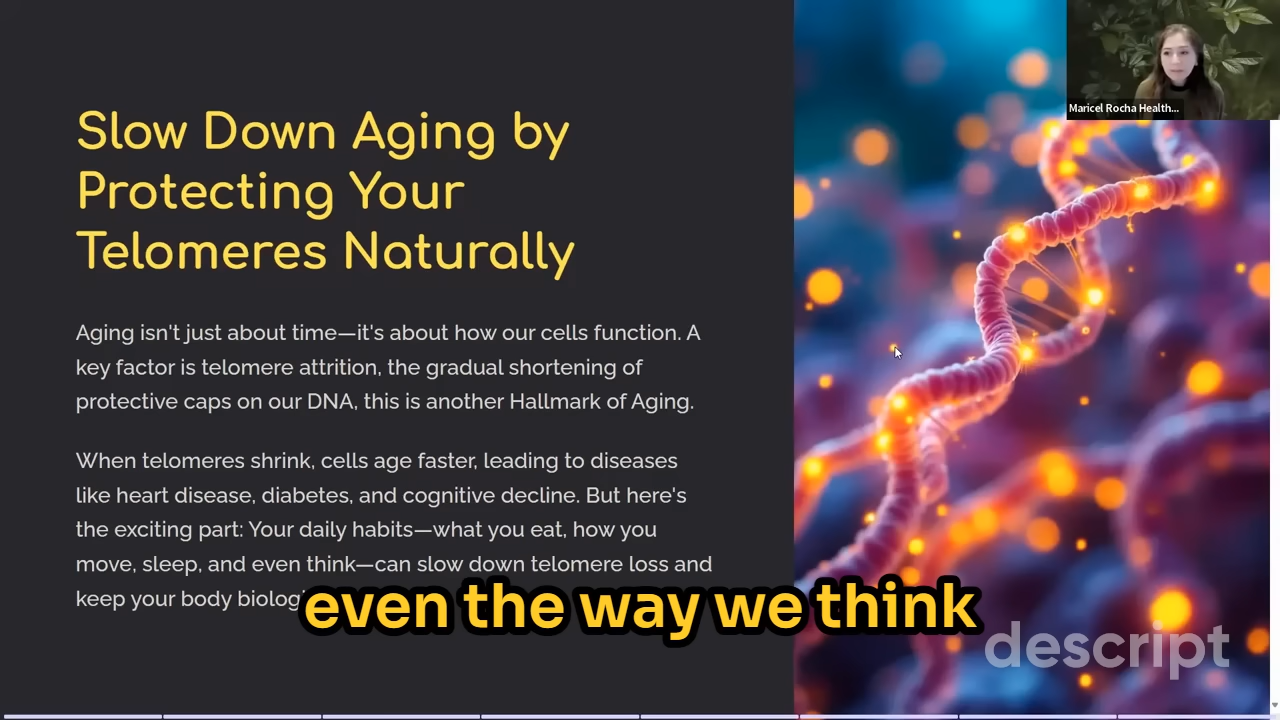 Maricel Rocha Health...
Slow Down Aging by
Protecting Your
Telomeres Naturally
Aging isn't just about time—it's about how our cells function. A
key factor is telomere attrition, the gradual shortening of
protective caps on our DNA, this is another Hallmark of Aging.
When telomeres shrink, cells age faster, leading to diseases
like heart disease, diabetes, and cognitive decline. But here's
the exciting part: Your daily habits—what you eat, how you
move, sleep, and even think—can slow down telomere loss and
keep your body
even the way we think
descript